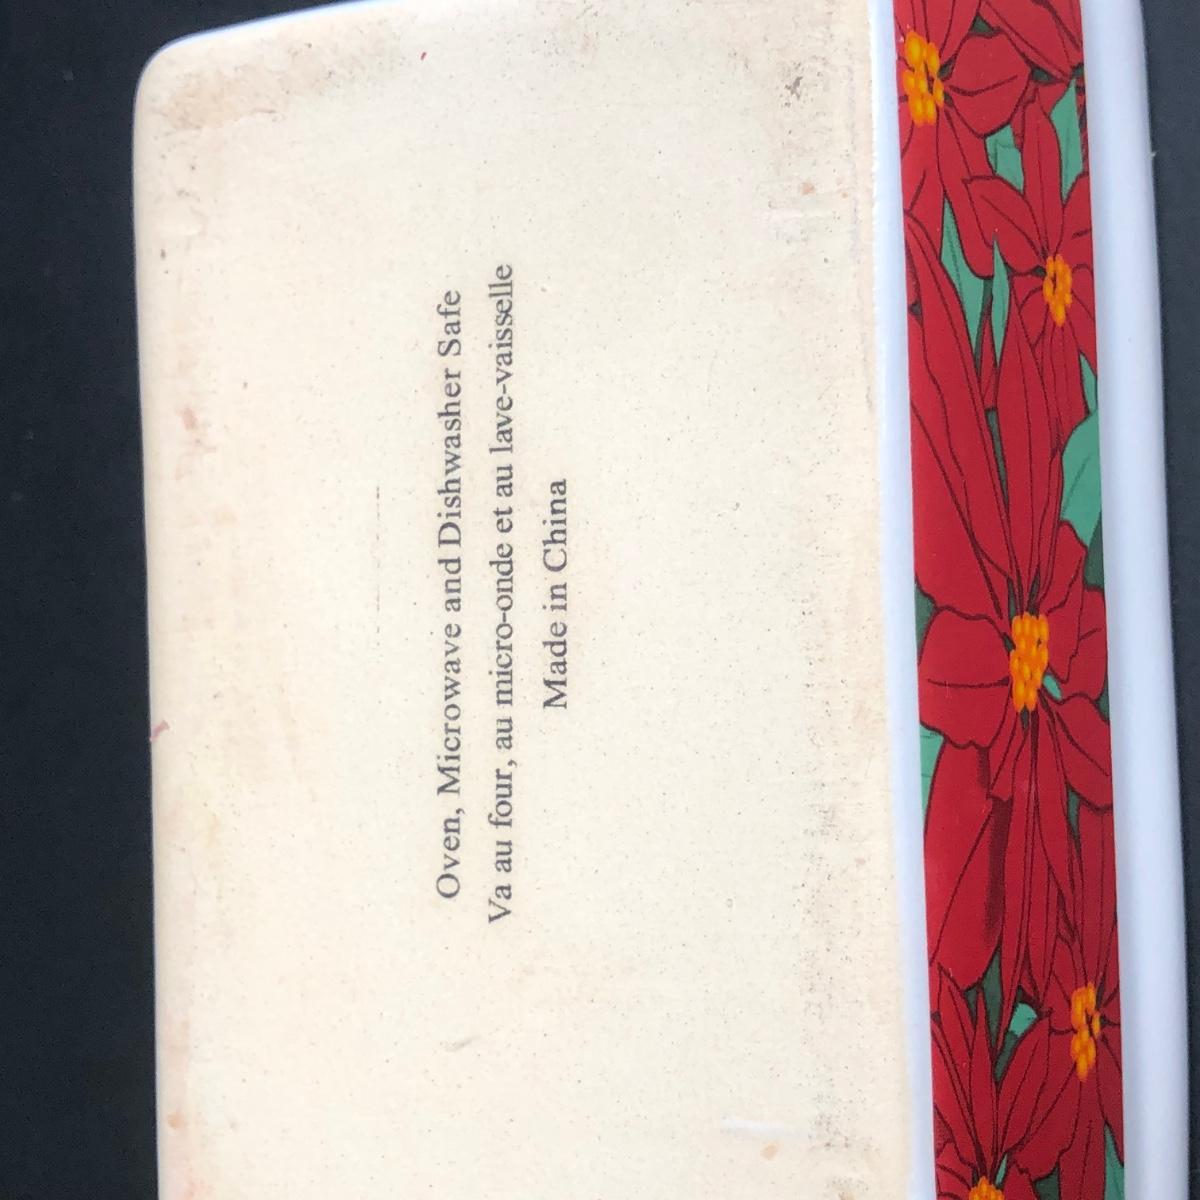 Oven, Microwave and Dishwasher Safe
Va au four, au micro-onde et au lave-vaisselle
Made in China